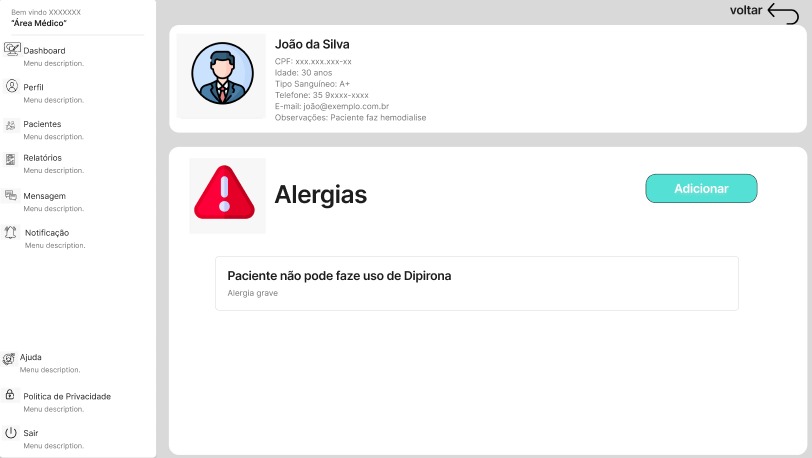 Bem vindo XXXXXXX
“Área Médico”
Dashboard
Menu description.
Perfil
Menu description.
Pacientes
Menu description.
Relatórios
Menu description.
Mensagem
Menu description.
Notificação
Menu description.
Ajuda
Menu description.
Política de Privacidade
Menu description.
Sair
Menu description.
voltar
João da Silva
CPF: xxx.xxx.xxx-xx
Idade: 30 anos
Tipo Sanguíneo: A+
Telefone: 35 9xxxx-xxxx
E-mail: joão@exemplo.com.br
Observações: Paciente faz hemodialise
Alergias
Adicionar
Paciente não pode faze uso de Dipirona
Alergia grave